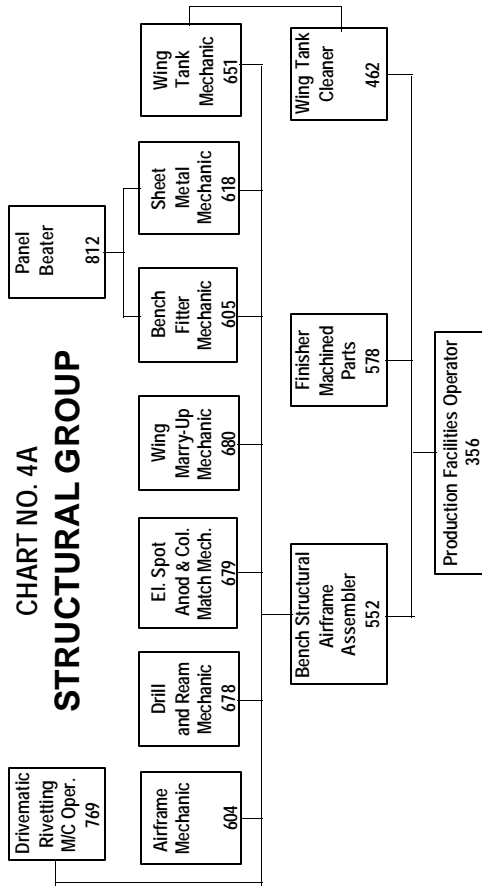 CHART NO. 4A
STRUCTURAL GROUP
Drivematic
Rivetting
M/C Oper.
769
Panel
Beater
812
Airframe
Mechanic
604
Drill
and Ream
Mechanic
678
El. Spot
Anod & Col.
Match Mech.
679
Wing
Marry-Up
Mechanic
680
Bench
Fitter
Mechanic
605
Sheet
Metal
Mechanic
618
Wing
Tank
Mechanic
651
Bench Structural
Airframe
Assembler
552
Finisher
Machined
Parts
578
Wing Tank
Cleaner
462
Production Facilities Operator
356